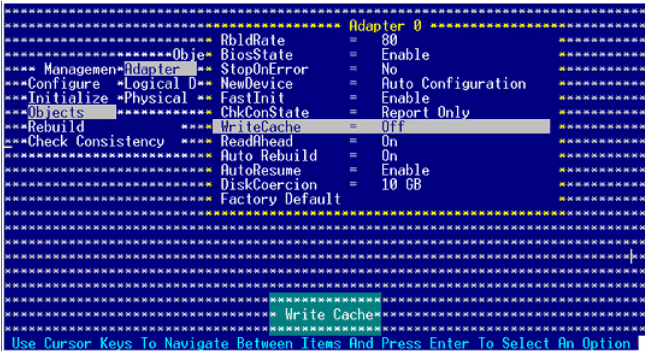 Adapter 0
RbldRate = 80
Obje BiosState = Enable
Managemen Adapter StopOnError = No
Configure Logical D NewDevice = Auto Configuration
Initialize Physical FastInit = Enable
Objects ChkConState = Report Only
Rebuild WriteCache = Off
Check Consistency ReadAhead = On
Auto Rebuild = On
AutoResume = Enable
DiskCoercion = 10 GB
Factory Default
Write Cache
Use Cursor Keys To Navigate Between Items And Press Enter To Select An Option